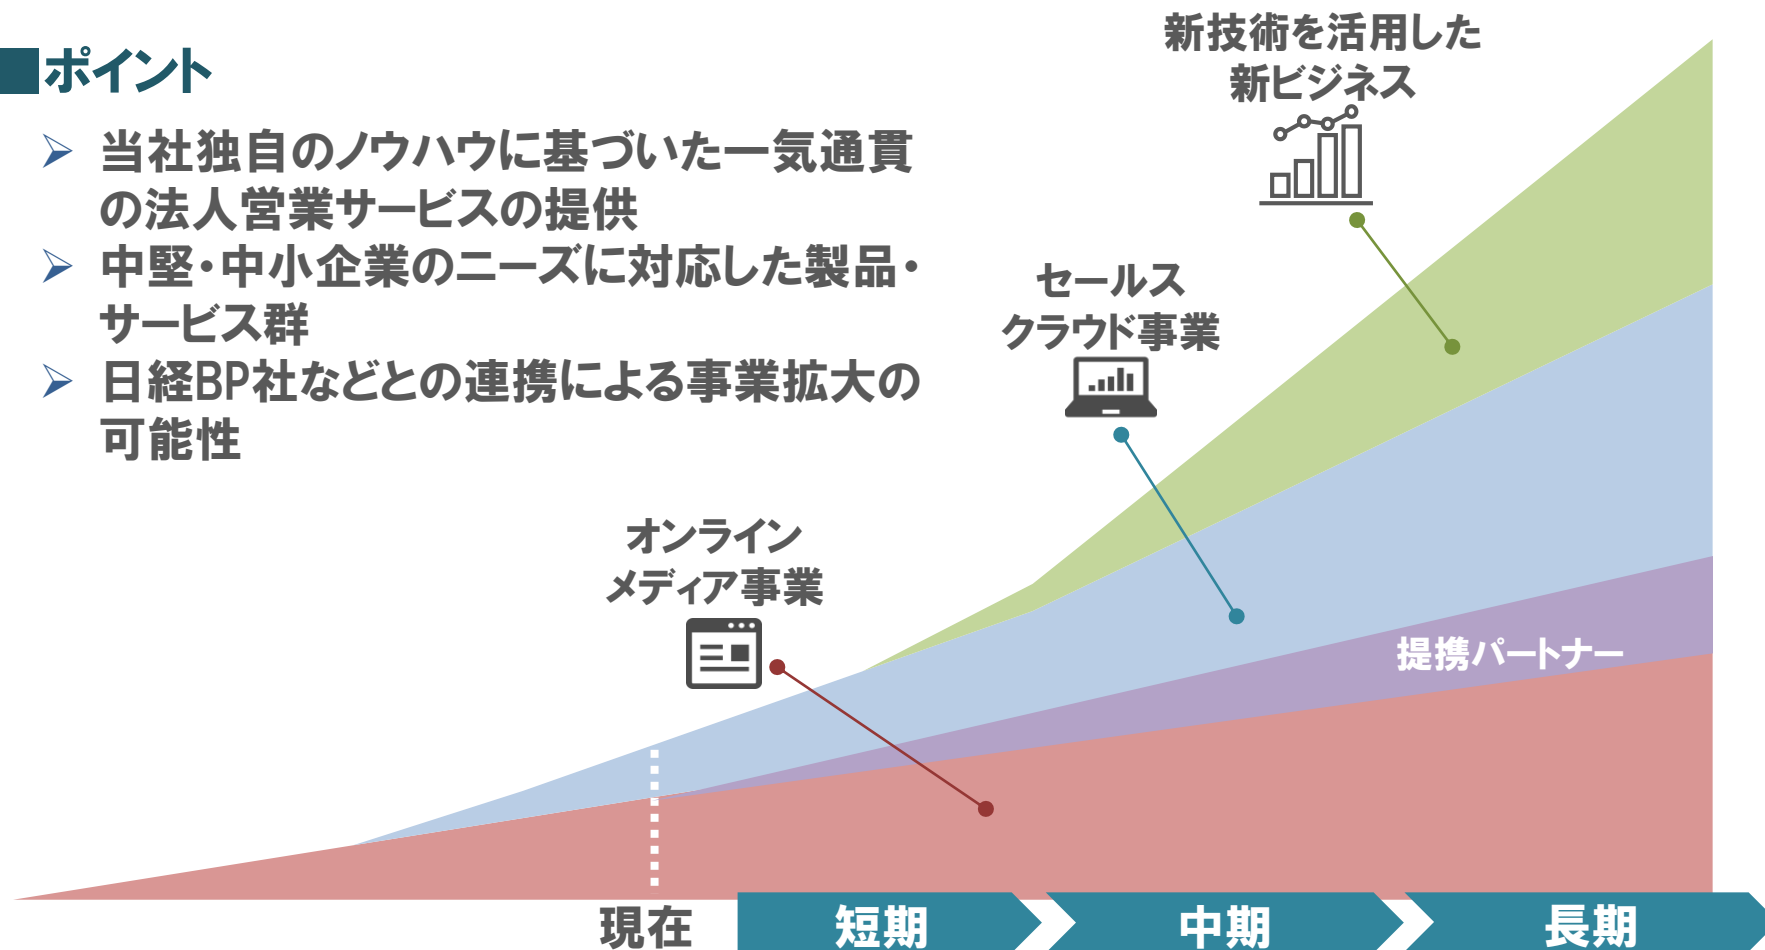 ■ポイント
➢ 当社独自のノウハウに基づいた一気通貫
の法人営業サービスの提供
➢ 中堅・中小企業のニーズに対応した製品・
サービス群
➢ 日経BP社などとの連携による事業拡大の
可能性
新技術を活用した
新ビジネス
セールス
クラウド事業
オンライン
メディア事業
提携パートナー
現在
短期
中期
長期